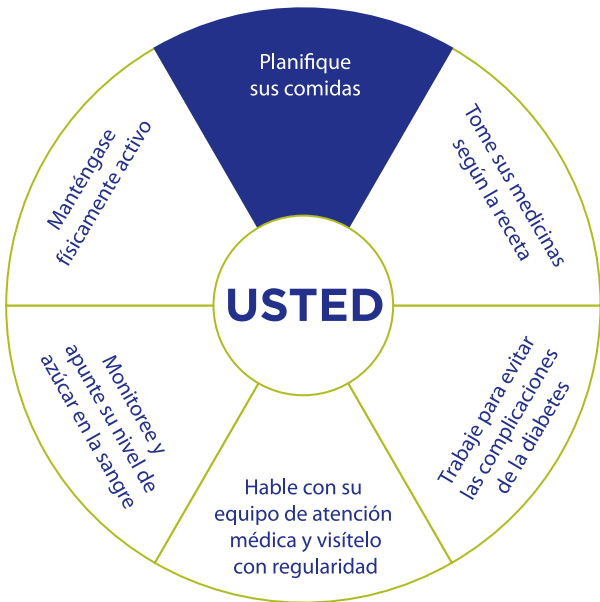 Planifique
sus comidas
Tome sus medicinas
según la receta
Trabaje para evitar
las complicaciones
de la diabetes
Hable con su
equipo de atención
médica y visítelo
con regularidad
Monitoree y
apunte su nivel de
azúcar en la sangre
Manténgase
físicamente activo
USTED